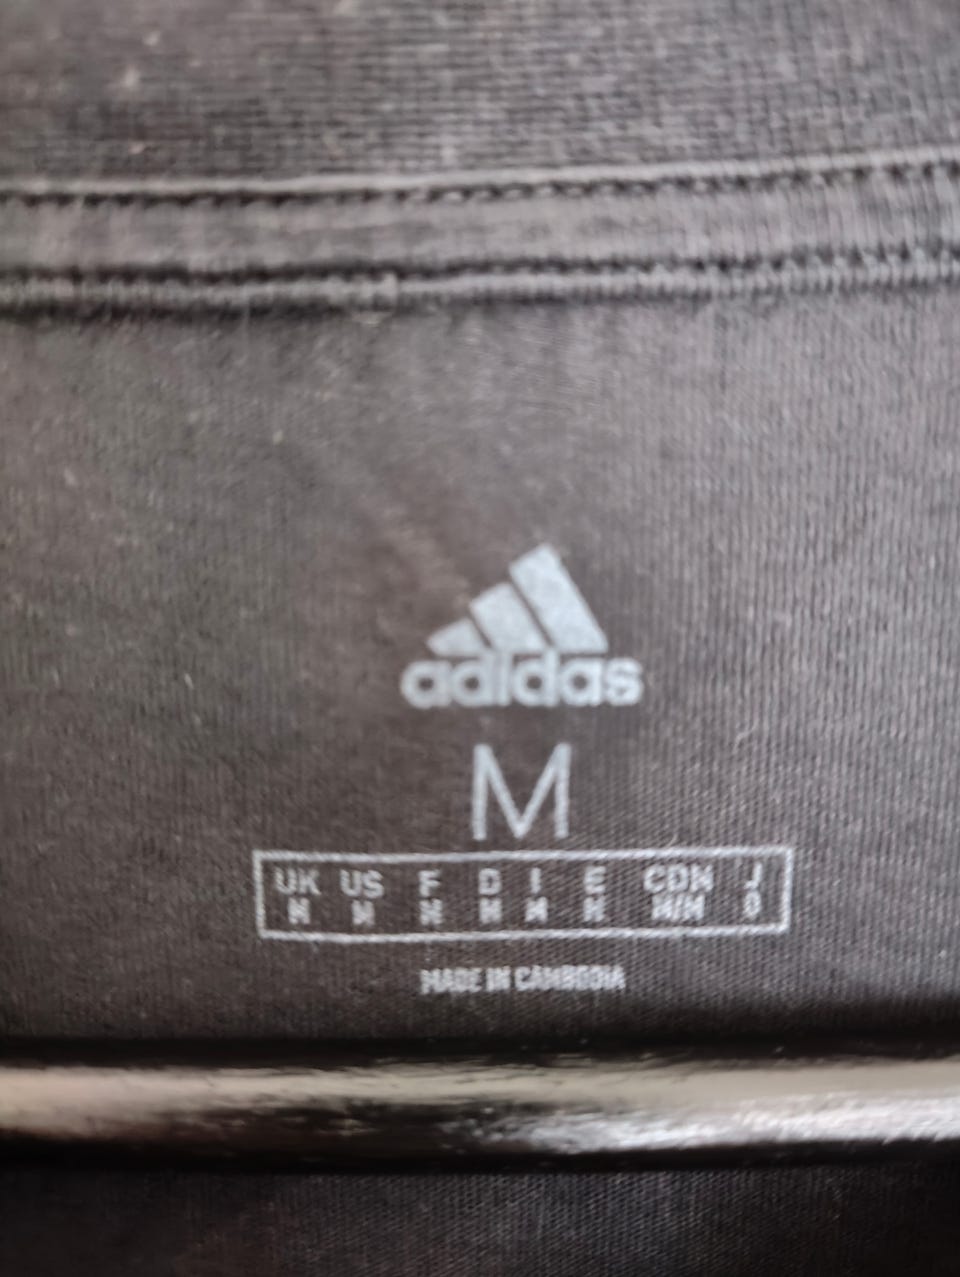 adidas
M
UK US F D I E CDN J
M M M M M M M/M O
MADE IN CAMBODIA